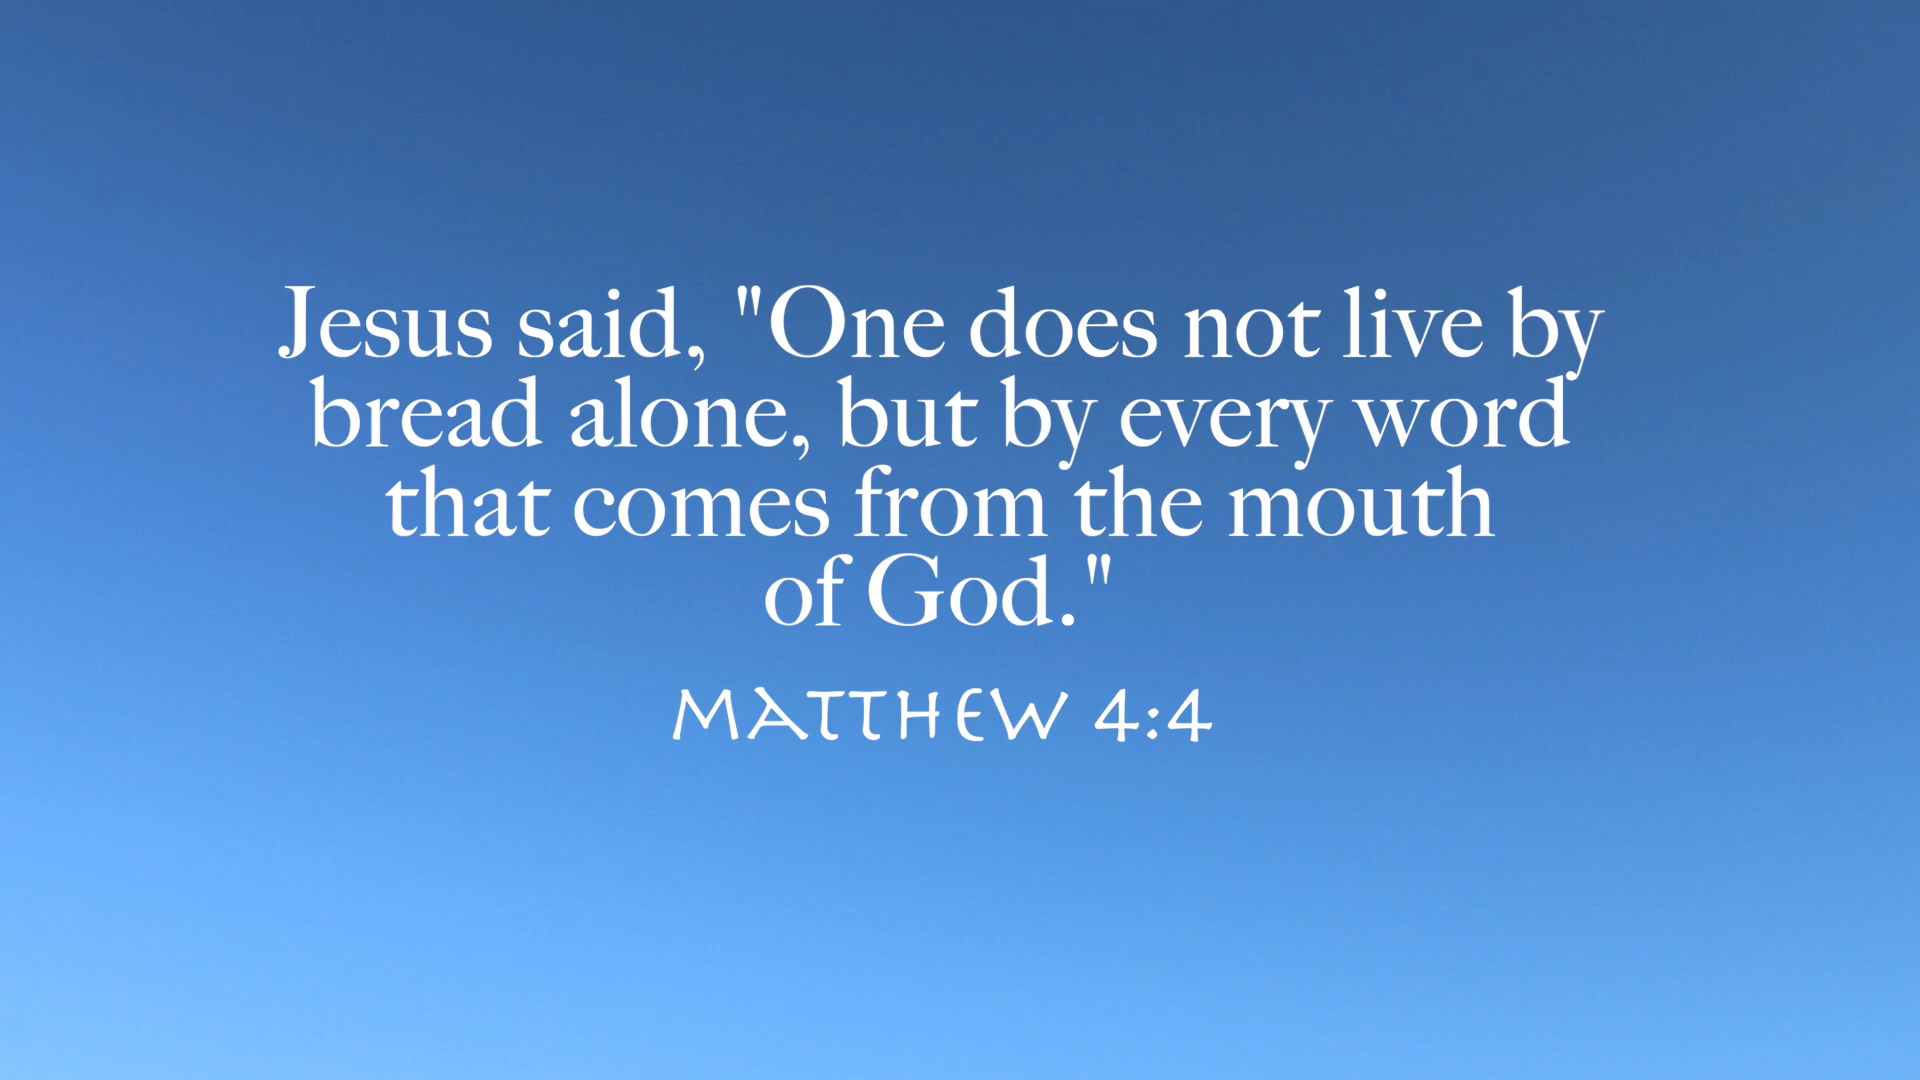 Jesus said, "One does not live by
bread alone, but by every word
that comes from the mouth
of God."
MATTHEW 4:4